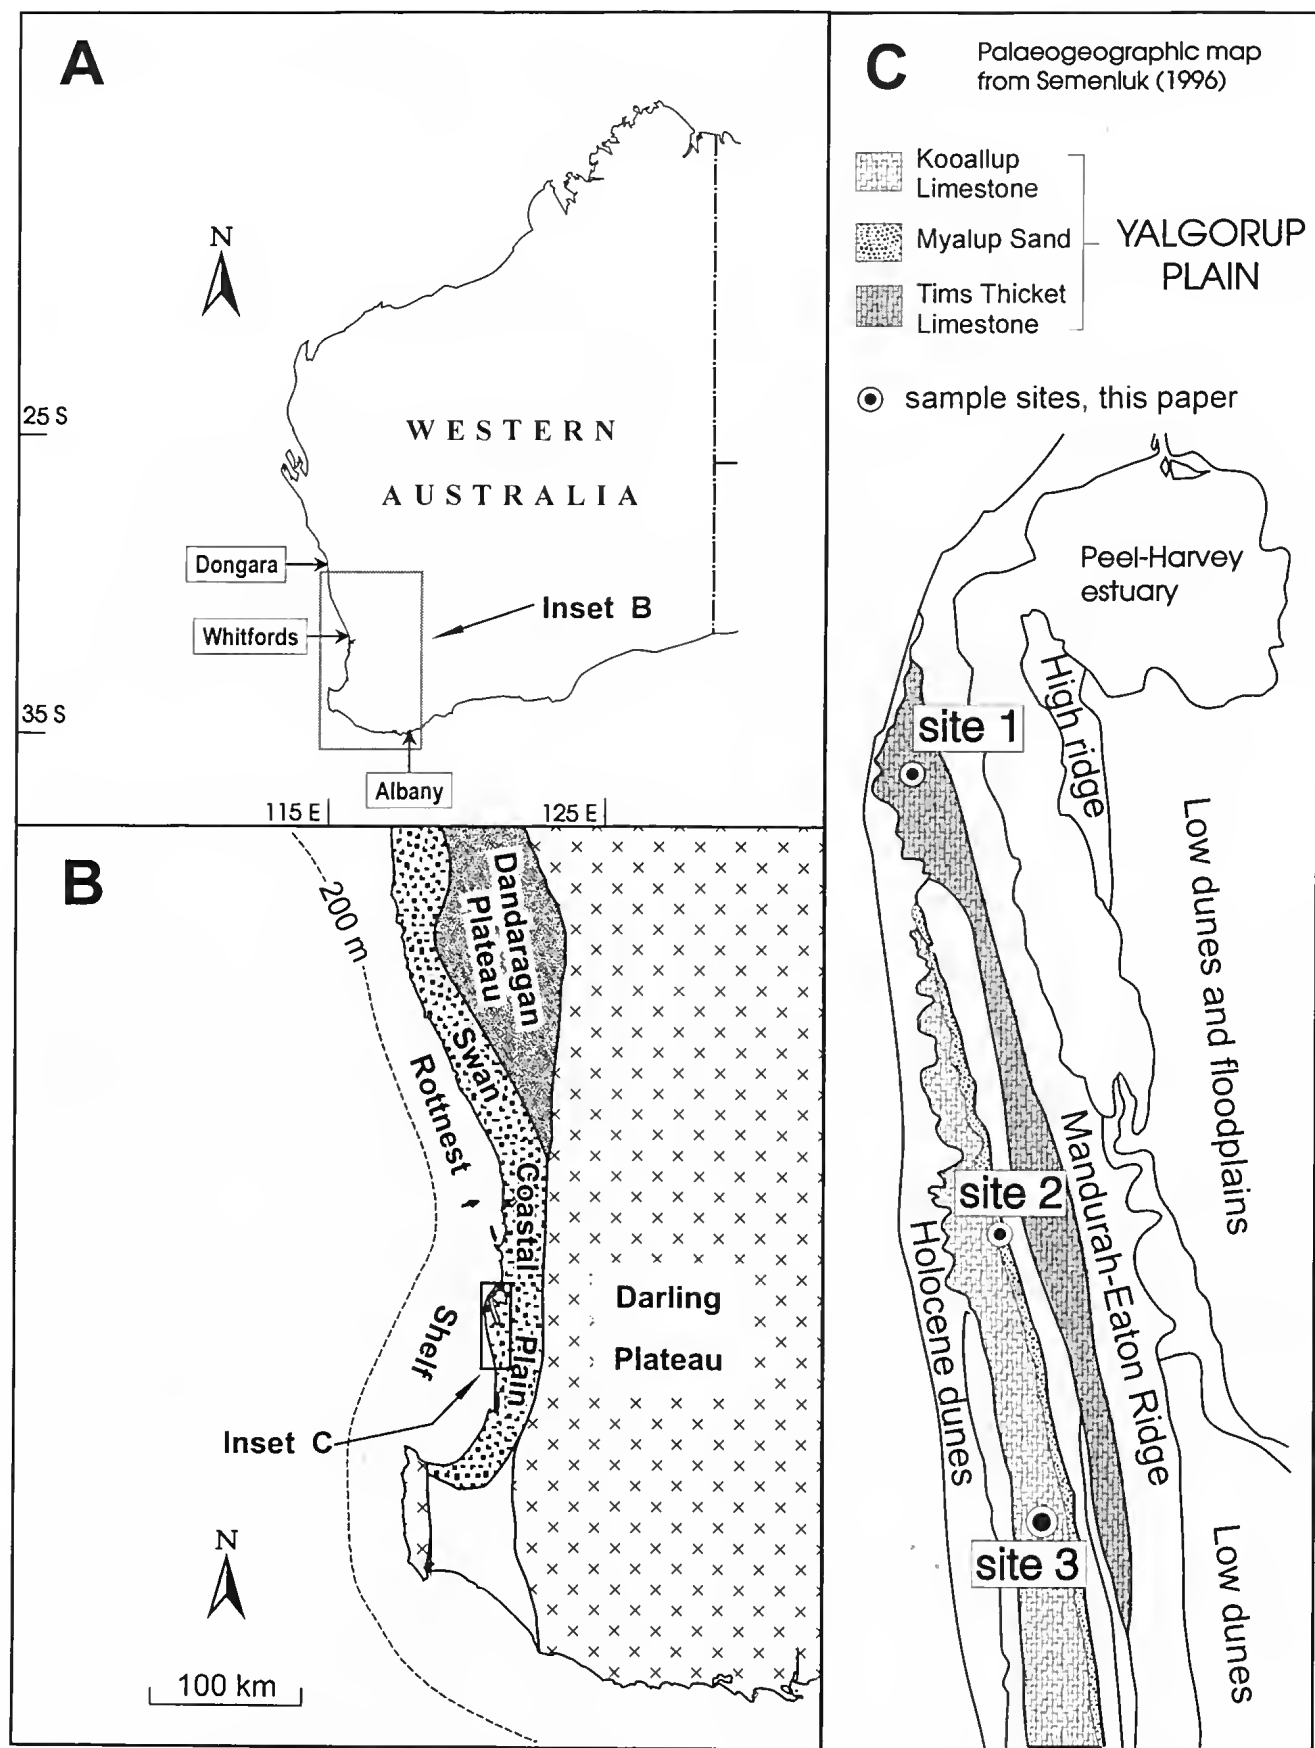 A
N
25 S
WESTERN
AUSTRALIA
Dongara
Inset B
Whitfords
35 S
Albany
115 E
125 E
B
200 m
Dandaragan
Plateau
Swan
Coastal
Plain
Rottnest
Shelf
Darling
Plateau
Inset C
N
100 km
C
Palaeogeographic map
from Semenluk (1996)
Kooallup
Limestone
Myalup Sand
Tims Thicket
Limestone
YALGORUP
PLAIN
sample sites, this paper
Peel-Harvey
estuary
High ridge
site 1
Low dunes and floodplains
Mandurah-Eaton Ridge
site 2
Holocene dunes
site 3
Low dunes